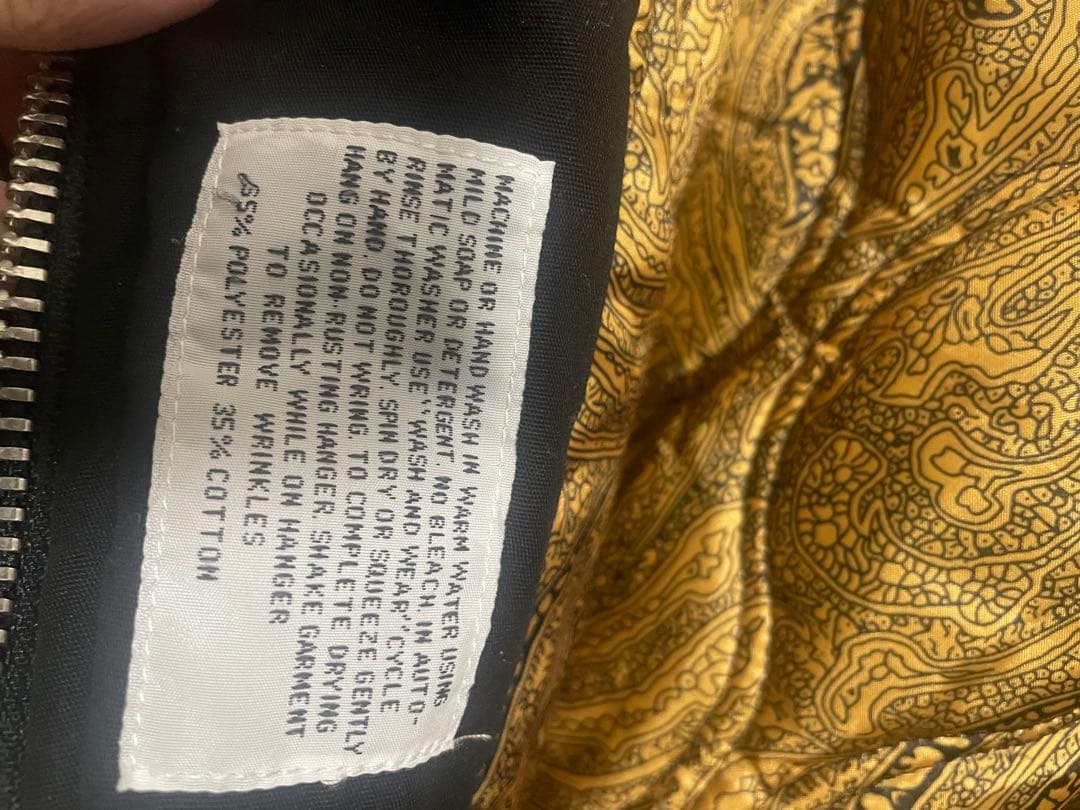 MACHINE OR HAND WASH IN WARM WATER USING
MILD SOAP OR DETERGENT. NO BLEACH IN AUTO-
MATIC WASHER USE "WASH AND WEAR" CYCLE
RINSE THOROUGHLY SPIN DRY OR SQUEEZE GENTLY
BY HAND. DO NOT WRING. TO COMPLETE DRYING
HANG ON NON-RUSTING HANGER. SHAKE GARMENT
OCCASIONALLY WHIL E ON HANGER
TO REMOVE WRINKLES
65% POLYESTER 35% COTTON